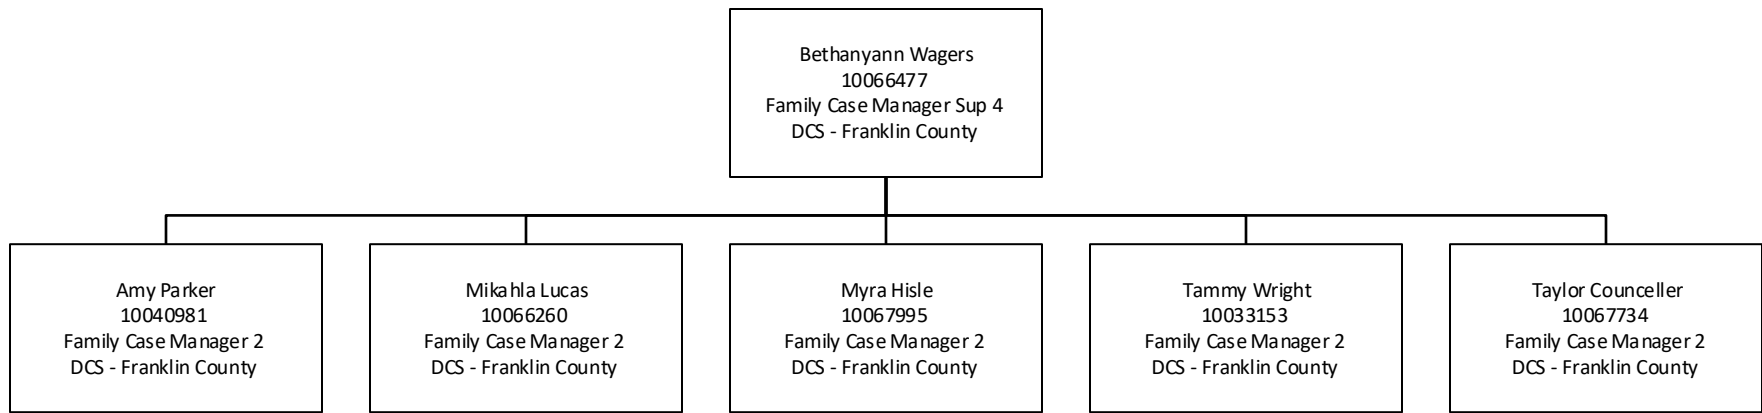 Bethanyann Wagers
10066477
Family Case Manager Sup 4
DCS - Franklin County
Amy Parker
10040981
Family Case Manager 2
DCS - Franklin County
Mikahla Lucas
10066260
Family Case Manager 2
DCS - Franklin County
Myra Hisle
10067995
Family Case Manager 2
DCS - Franklin County
Tammy Wright
10033153
Family Case Manager 2
DCS - Franklin County
Taylor Counceller
10067734
Family Case Manager 2
DCS - Franklin County